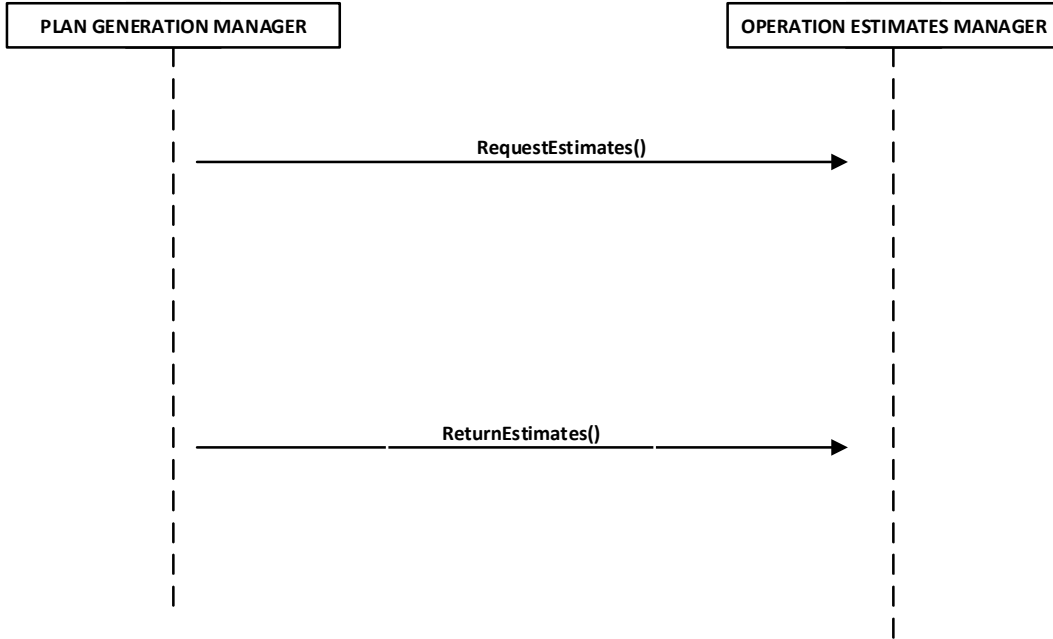 PLAN GENERATION MANAGER
OPERATION ESTIMATES MANAGER
RequestEstimates()
ReturnEstimates()